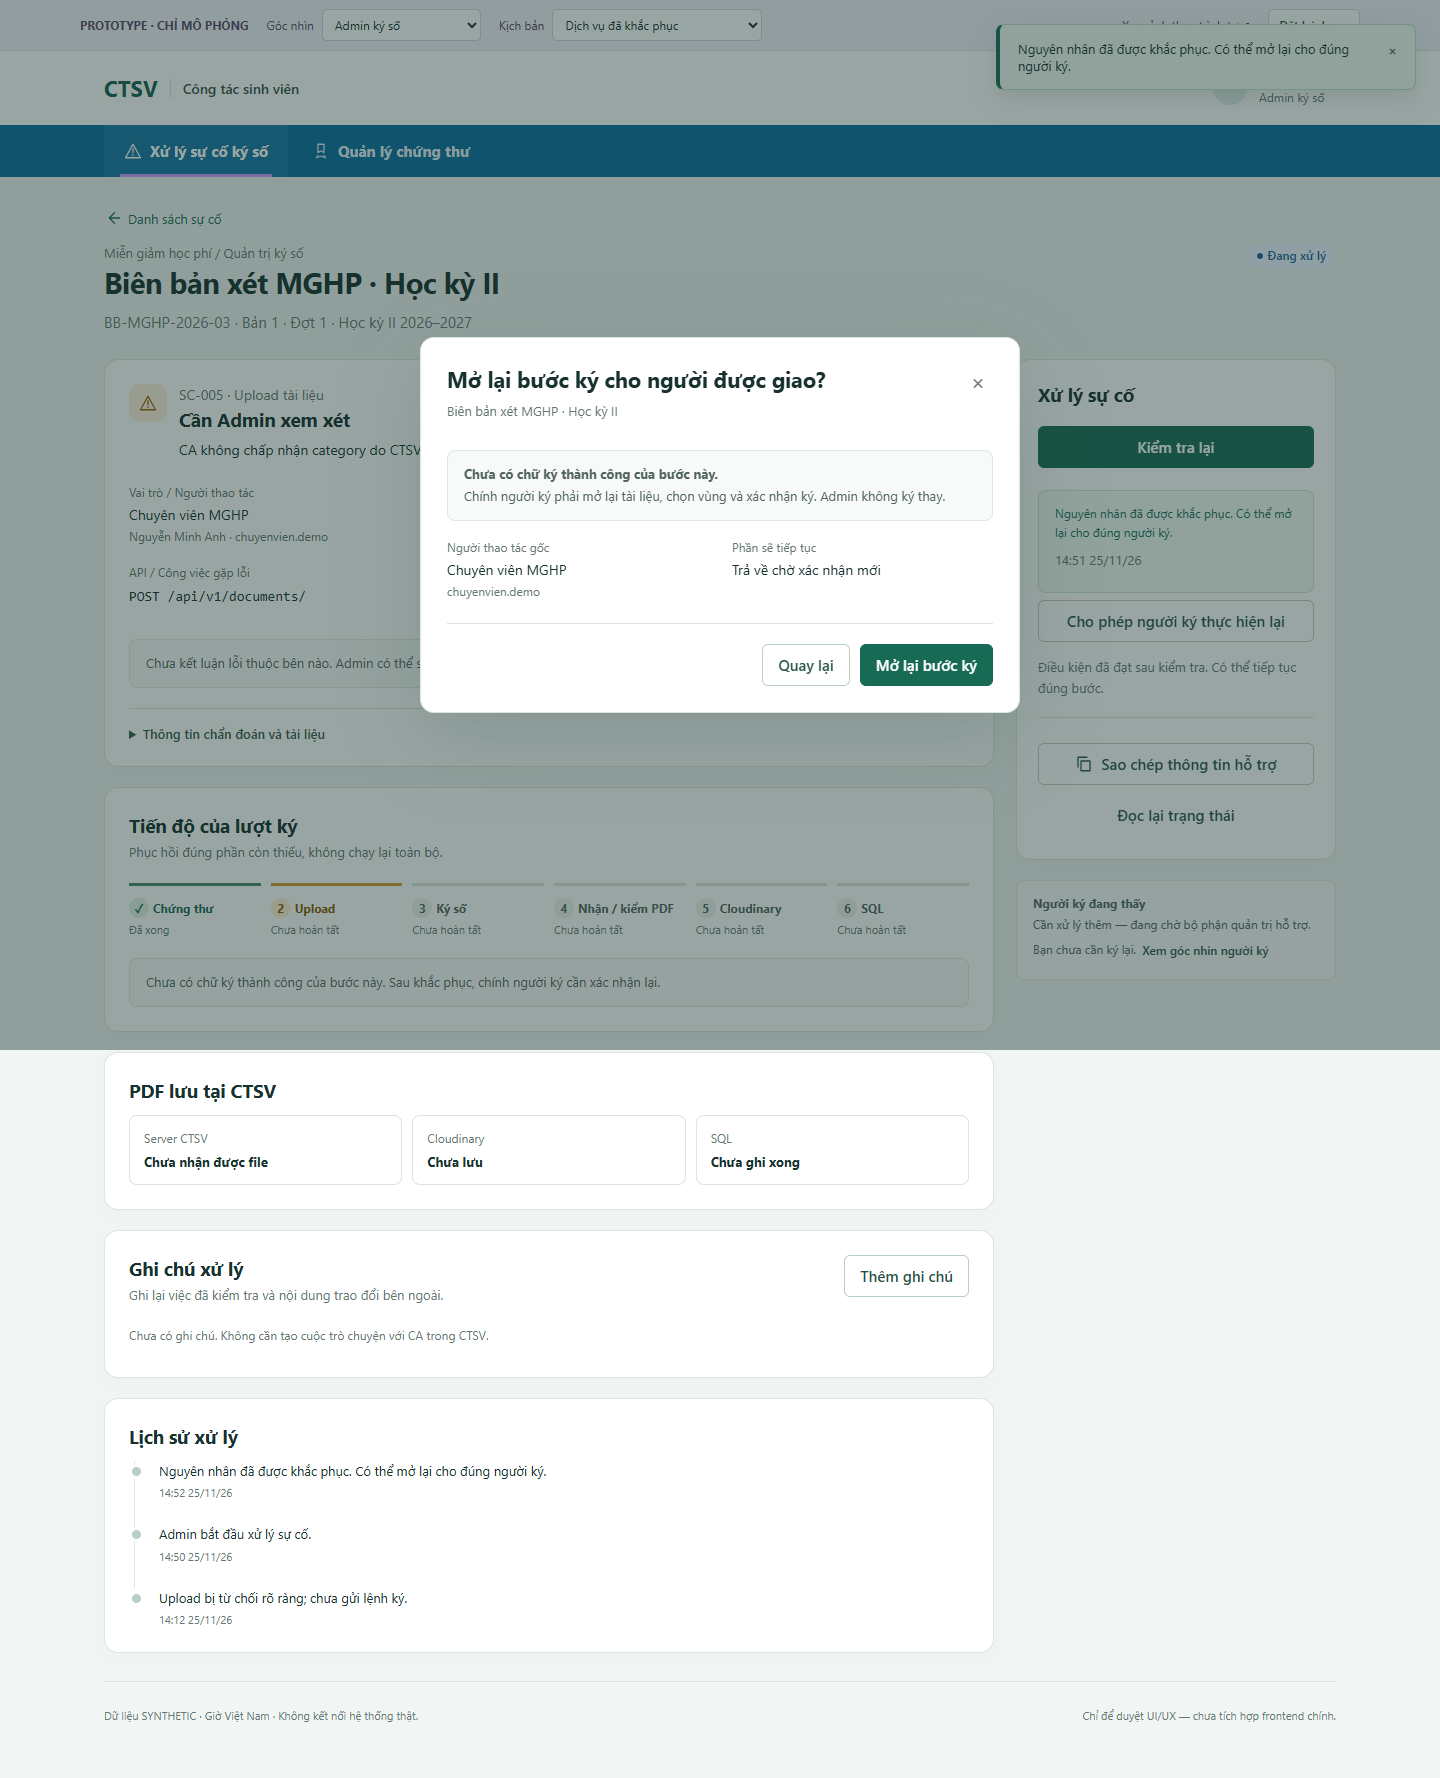 PROTOTYPE · CHỈ MÔ PHỎNG
Góc nhìn
Admin ký số
Kịch bản
Dịch vụ đã khắc phục
Nguyên nhân đã được khắc phục. Có thể mở lại cho đúng
người ký.
×
CTSV
Công tác sinh viên
Admin ký số
Xử lý sự cố ký số
Quản lý chứng thư
Danh sách sự cố
Miễn giảm học phí / Quản trị ký số
Đang xử lý
Biên bản xét MGHP · Học kỳ II
BB-MGHP-2026-03 · Bản 1 · Đợt 1 · Học kỳ II 2026–2027
SC-005 · Upload tài liệu
Cần Admin xem xét
CA không chấp nhận category do CTSV
Vai trò / Người thao tác
Chuyên viên MGHP
Nguyễn Minh Anh · chuyenvien.demo
API / Công việc gặp lỗi
POST /api/v1/documents/
Chưa kết luận lỗi thuộc bên nào. Admin có thể
Thông tin chẩn đoán và tài liệu
Mở lại bước ký cho người được giao?
×
Biên bản xét MGHP · Học kỳ II
Chưa có chữ ký thành công của bước này.
Chính người ký phải mở lại tài liệu, chọn vùng và xác nhận ký. Admin không ký thay.
Người thao tác gốc
Chuyên viên MGHP
chuyenvien.demo
Phần sẽ tiếp tục
Trả về chờ xác nhận mới
Quay lại
Mở lại bước ký
Xử lý sự cố
Kiểm tra lại
Nguyên nhân đã được khắc phục. Có thể mở
lại cho đúng người ký.
14:51 25/11/26
Cho phép người ký thực hiện lại
Điều kiện đã đạt sau kiểm tra. Có thể tiếp tục
đúng bước.
Sao chép thông tin hỗ trợ
Đọc lại trạng thái
Tiến độ của lượt ký
Phục hồi đúng phần còn thiếu, không chạy lại toàn bộ.
✓ Chứng thư
Đã xong
2 Upload
Chưa hoàn tất
3 Ký số
Chưa hoàn tất
4 Nhận / kiểm PDF
Chưa hoàn tất
5 Cloudinary
Chưa hoàn tất
6 SQL
Chưa hoàn tất
Chưa có chữ ký thành công của bước này. Sau khắc phục, chính người ký cần xác nhận lại.
Người ký đang thấy
Cần xử lý thêm — đang chờ bộ phận quản trị hỗ trợ.
Bạn chưa cần ký lại. Xem góc nhìn người ký
PDF lưu tại CTSV
Server CTSV
Chưa nhận được file
Cloudinary
Chưa lưu
SQL
Chưa ghi xong
Ghi chú xử lý
Ghi lại việc đã kiểm tra và nội dung trao đổi bên ngoài.
Thêm ghi chú
Chưa có ghi chú. Không cần tạo cuộc trò chuyện với CA trong CTSV.
Lịch sử xử lý
Nguyên nhân đã được khắc phục. Có thể mở lại cho đúng người ký.
14:52 25/11/26
Admin bắt đầu xử lý sự cố.
14:50 25/11/26
Upload bị từ chối rõ ràng; chưa gửi lệnh ký.
14:12 25/11/26
Dữ liệu SYNTHETIC · Giờ Việt Nam · Không kết nối hệ thống thật.
Chỉ để duyệt UI/UX — chưa tích hợp frontend chính.